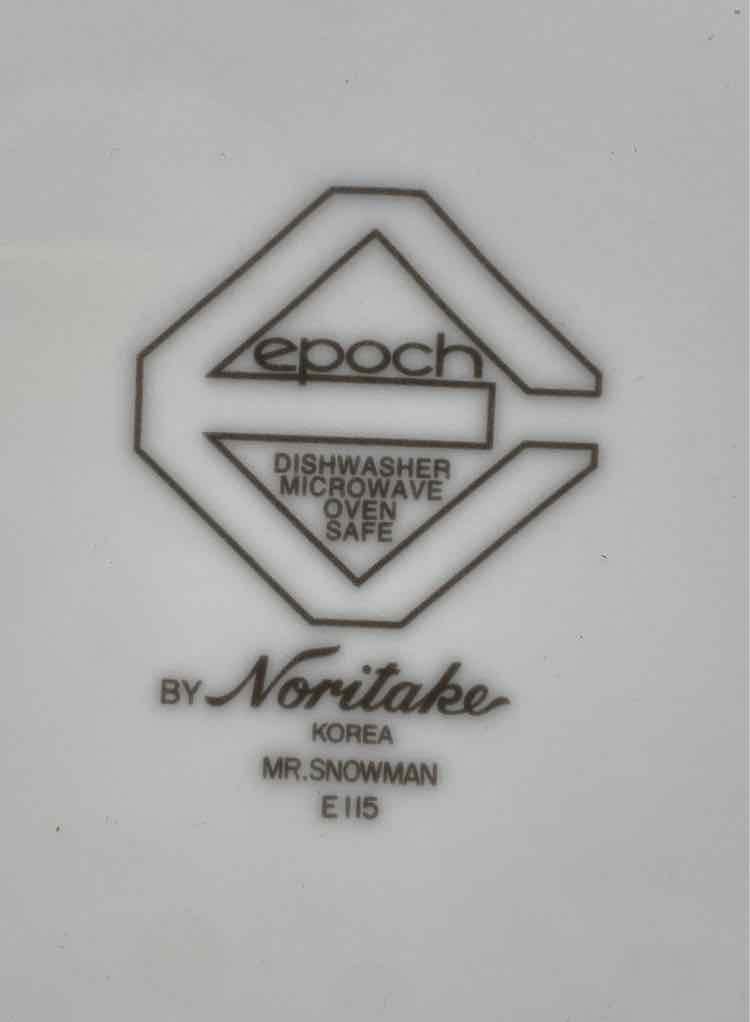 epoch
DISHWASHER
MICROWAVE
OVEN
SAFE
BY Noritake
KOREA
MR.SNOWMAN
E115